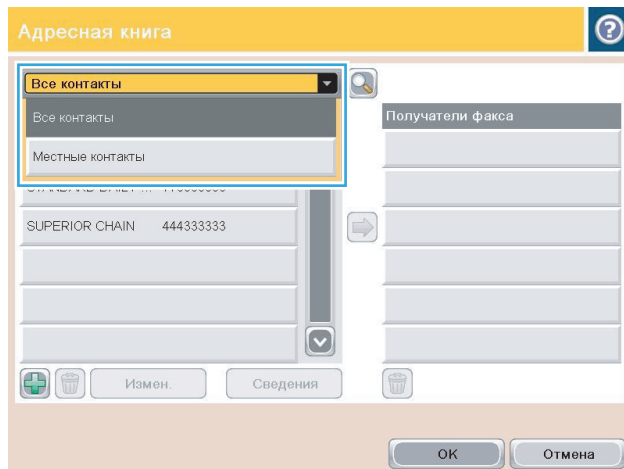 Адресная книга
Все контакты
Все контакты
Получатели факса
Местные контакты
SUPERIOR CHAIN 444333333
Измен.
Сведения
OK
Отмена